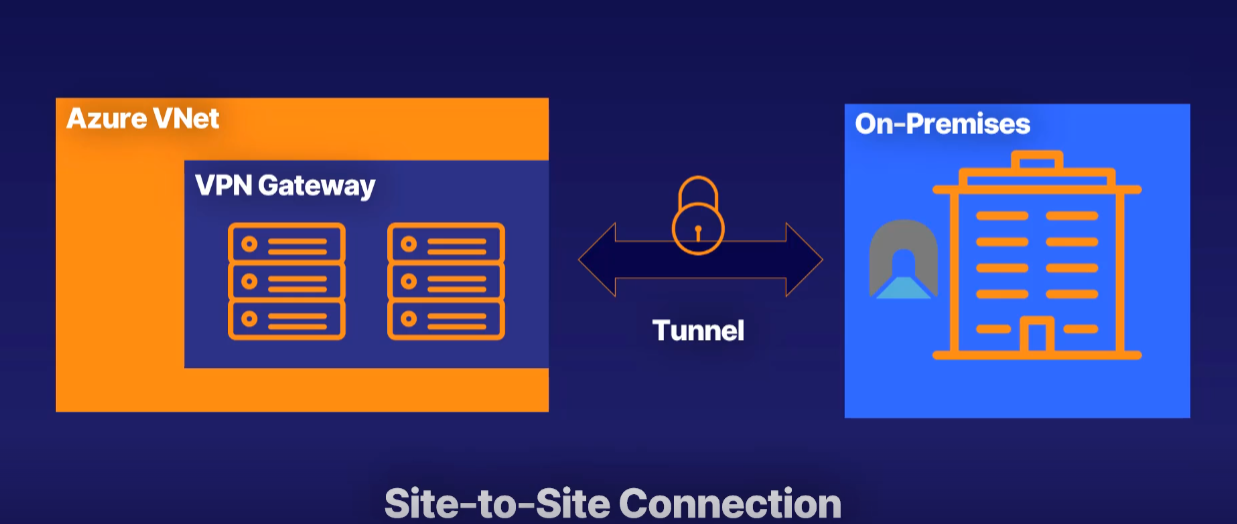 Azure VNet
On-Premises
VPN Gateway
Tunnel
Site-to-Site Connection